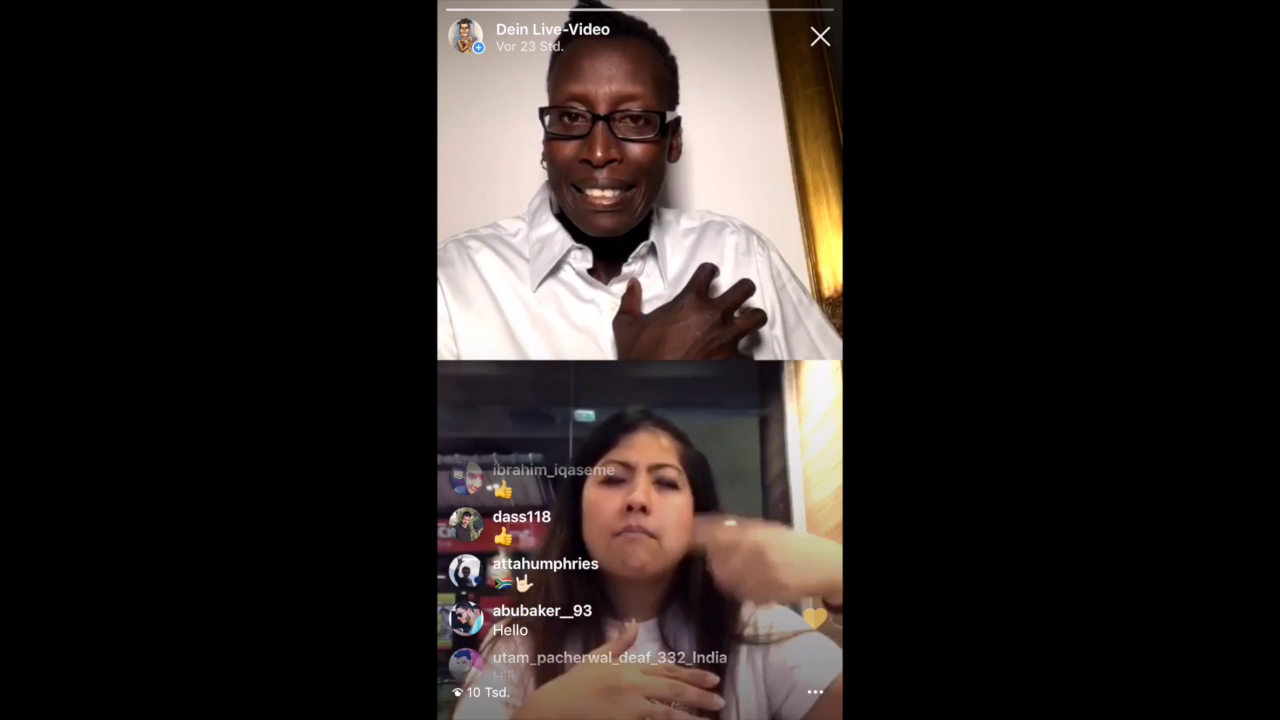 Dein Live-Video
Vor 23 Std.
ibrahim_iqaseme
👍
dass118
👍
attahumphries
🇿🇦🤟🏻
abubaker__93
Hello
utam_pacherwal_deaf_332_India
10 Tsd.